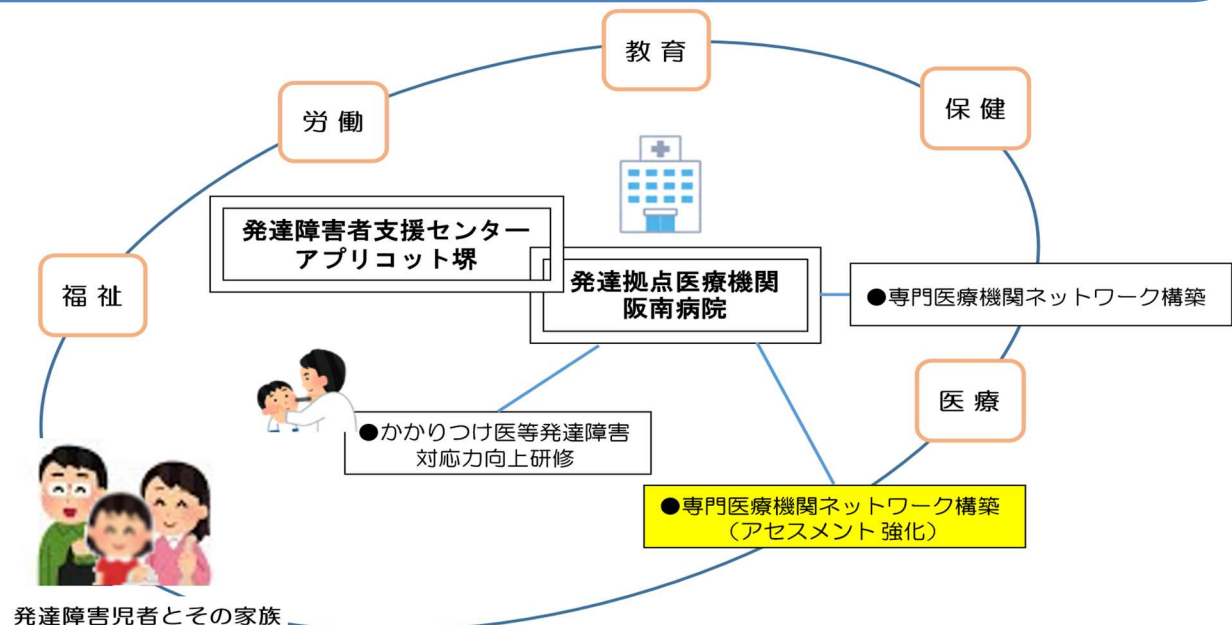 教育
保健
労働
発達障害者支援センター
アプリコット堺
発達拠点医療機関
阪南病院
福祉
●専門医療機関ネットワーク構築
医療
●かかりつけ医等発達障害
対応力向上研修
●専門医療機関ネットワーク構築
(アセスメント強化)
発達障害児者とその家族